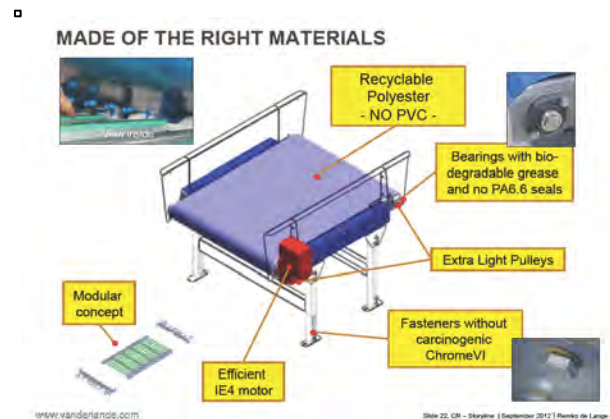 MADE OF THE RIGHT MATERIALS
View inside
Recyclable
Polyester
- NO PVC -
Bearings with bio-
degradable grease
and no PA6.6 seals
Extra Light Pulleys
Modular
concept
Fasteners without
carcinogenic
ChromeVI
Efficient
IE4 motor
www.vanderlande.com
Slide 22, CR – Storyline | September 2012 | Remko de Lange